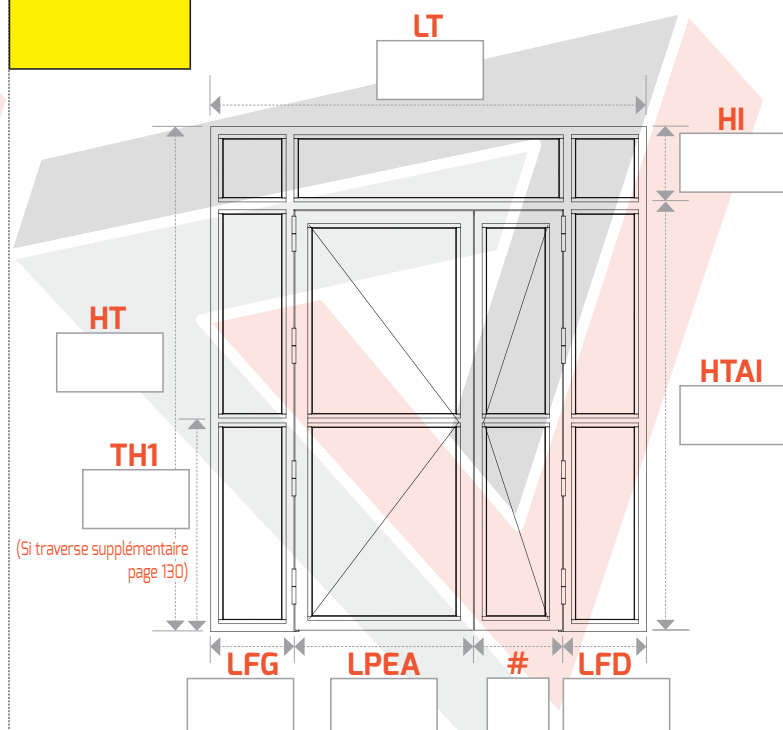 LT
HI
HT
HTAI
TH1
(Si traverse supplémentaire
page 130)
LFG
LPEA
#
LFD